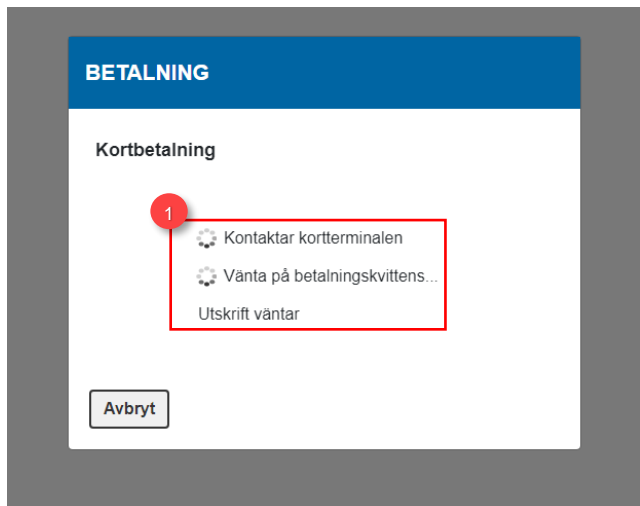 BETALNING
Kortbetalning
1
Kontaktar kortterminalen
Vänta på betalningskvittens...
Utskrift väntar
Avbryt